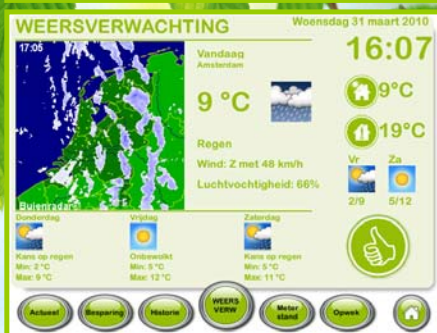 WEERSVERWACHTING
Woensdag 31 maart 2010
16:07
17:05
Buienradar
Vandaag
Amsterdam
9 °C
Regen
Wind: Z met 48 km/h
Luchtvochtigheid: 66%
9°C
19°C
Vr Za
2/9 5/12
Donderdag
Kans op regen
Min: 2 °C
Max: 9 °C
Vrijdag
Onbewolkt
Min: 5 °C
Max: 12 °C
Zaterdag
Kans op regen
Min: 5 °C
Max: 11 °C
Actueel
Besparing
Historie
WEERS
VERW
Meter
stand
Opwek